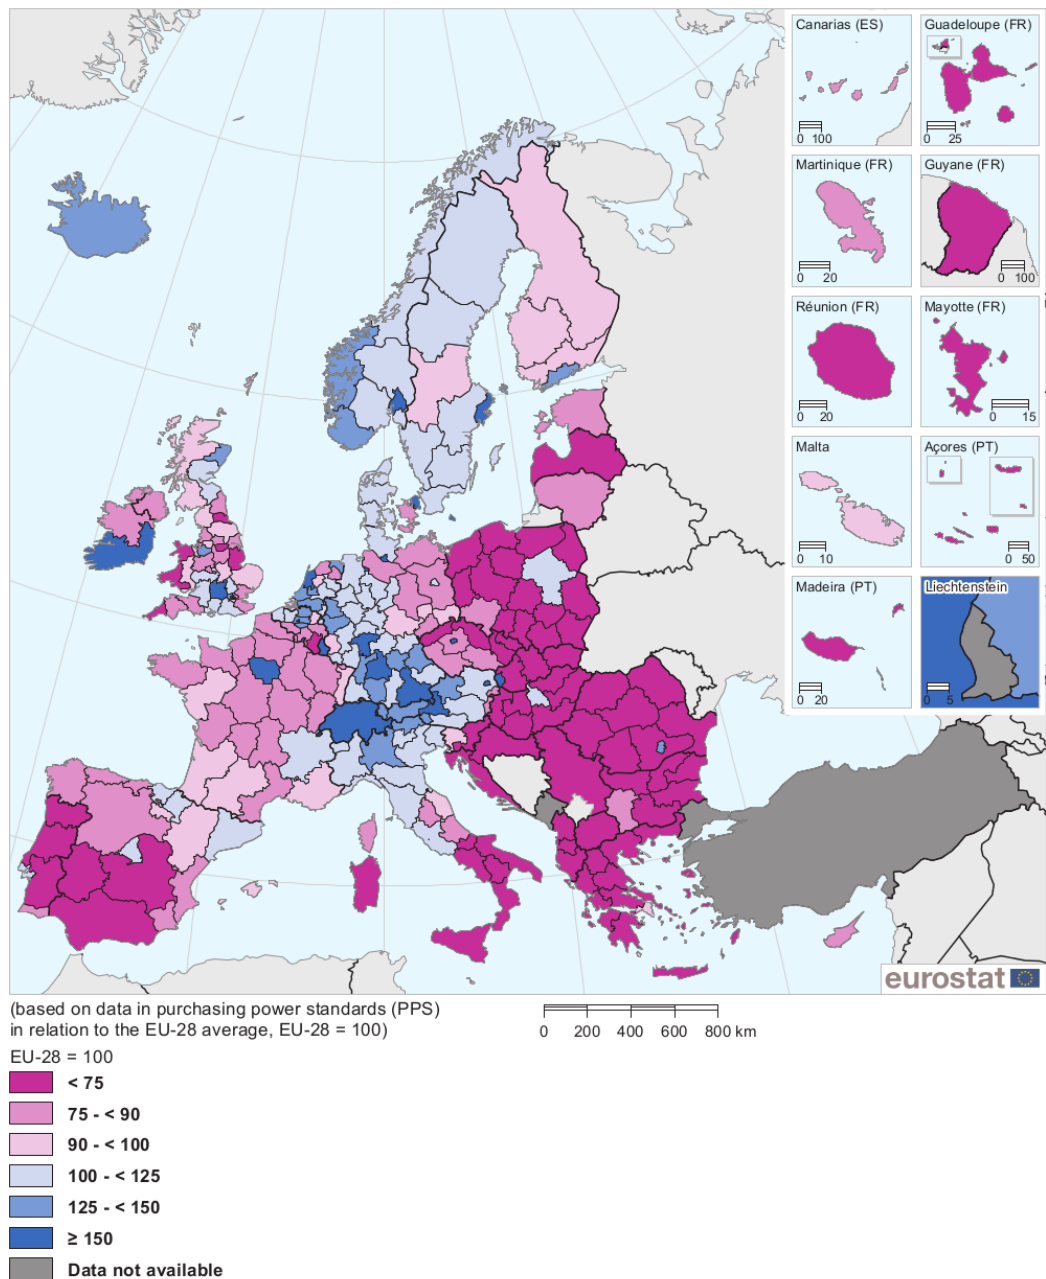 Canarias (ES)
0 100
Guadeloupe (FR)
0 25
Martinique (FR)
0 20
Guyane (FR)
0 100
Réunion (FR)
0 20
Mayotte (FR)
0 15
Malta
0 10
Açores (PT)
0 50
Madeira (PT)
0 20
Liechtenstein
0 5
eurostat
(based on data in purchasing power standards (PPS)
in relation to the EU-28 average, EU-28 = 100)
0 200 400 600 800 km
EU-28 = 100
< 75
75 - < 90
90 - < 100
100 - < 125
125 - < 150
≥ 150
Data not available